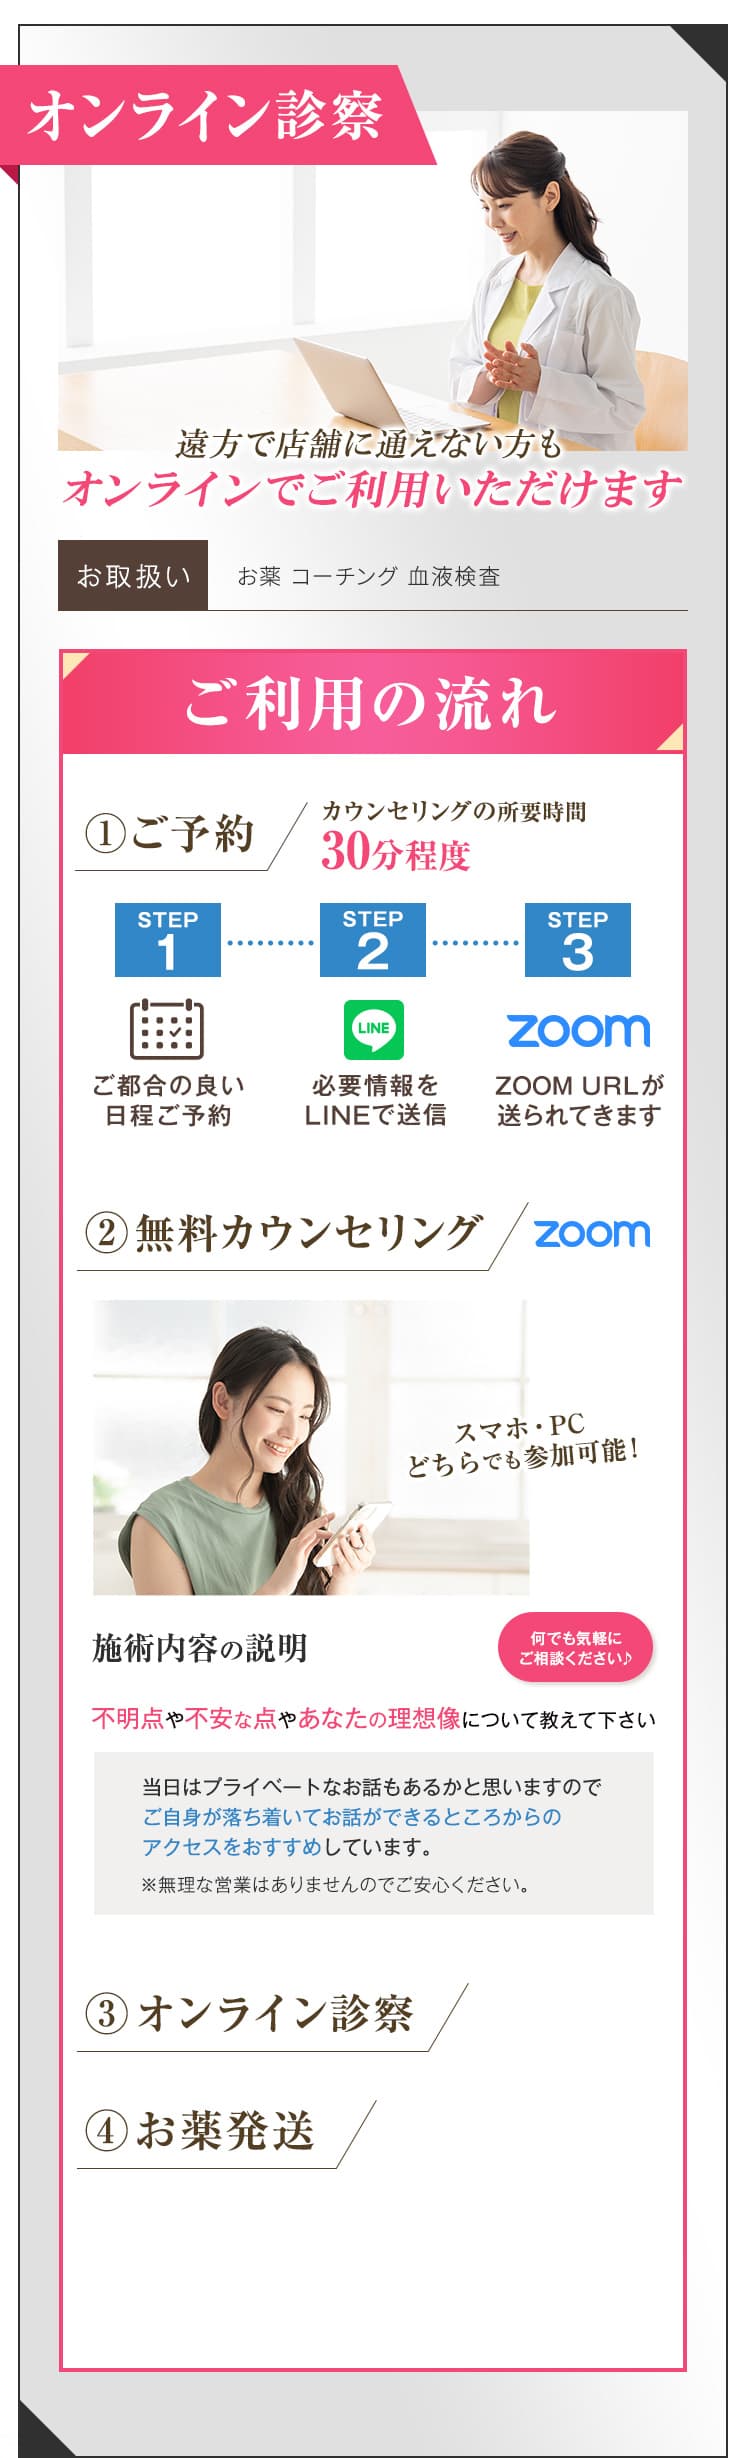 オンライン診察
遠方で店舗に通えない方も
オンラインでご利用いただけます
お取扱い
お薬 コーチング 血液検査
ご利用の流れ
①ご予約
カウンセリングの所要時間
30分程度
STEP
1
STEP
2
STEP
3
LINE
zoom
ご都合の良い
日程ご予約
必要情報を
LINEで送信
ZOOM URLが
送られてきます
②無料カウンセリング
zoom
スマホ・PC
どちらでも参加可能！
施術内容の説明
何でも気軽に
ご相談ください♪
不明点や不安な点やあなたの理想像について教えて下さい
当日はプライベートなお話もあるかと思いますので
ご自身が落ち着いてお話ができるところからの
アクセスをおすすめしています。
※無理な営業はありませんのでご安心ください。
③オンライン診察
④お薬発送